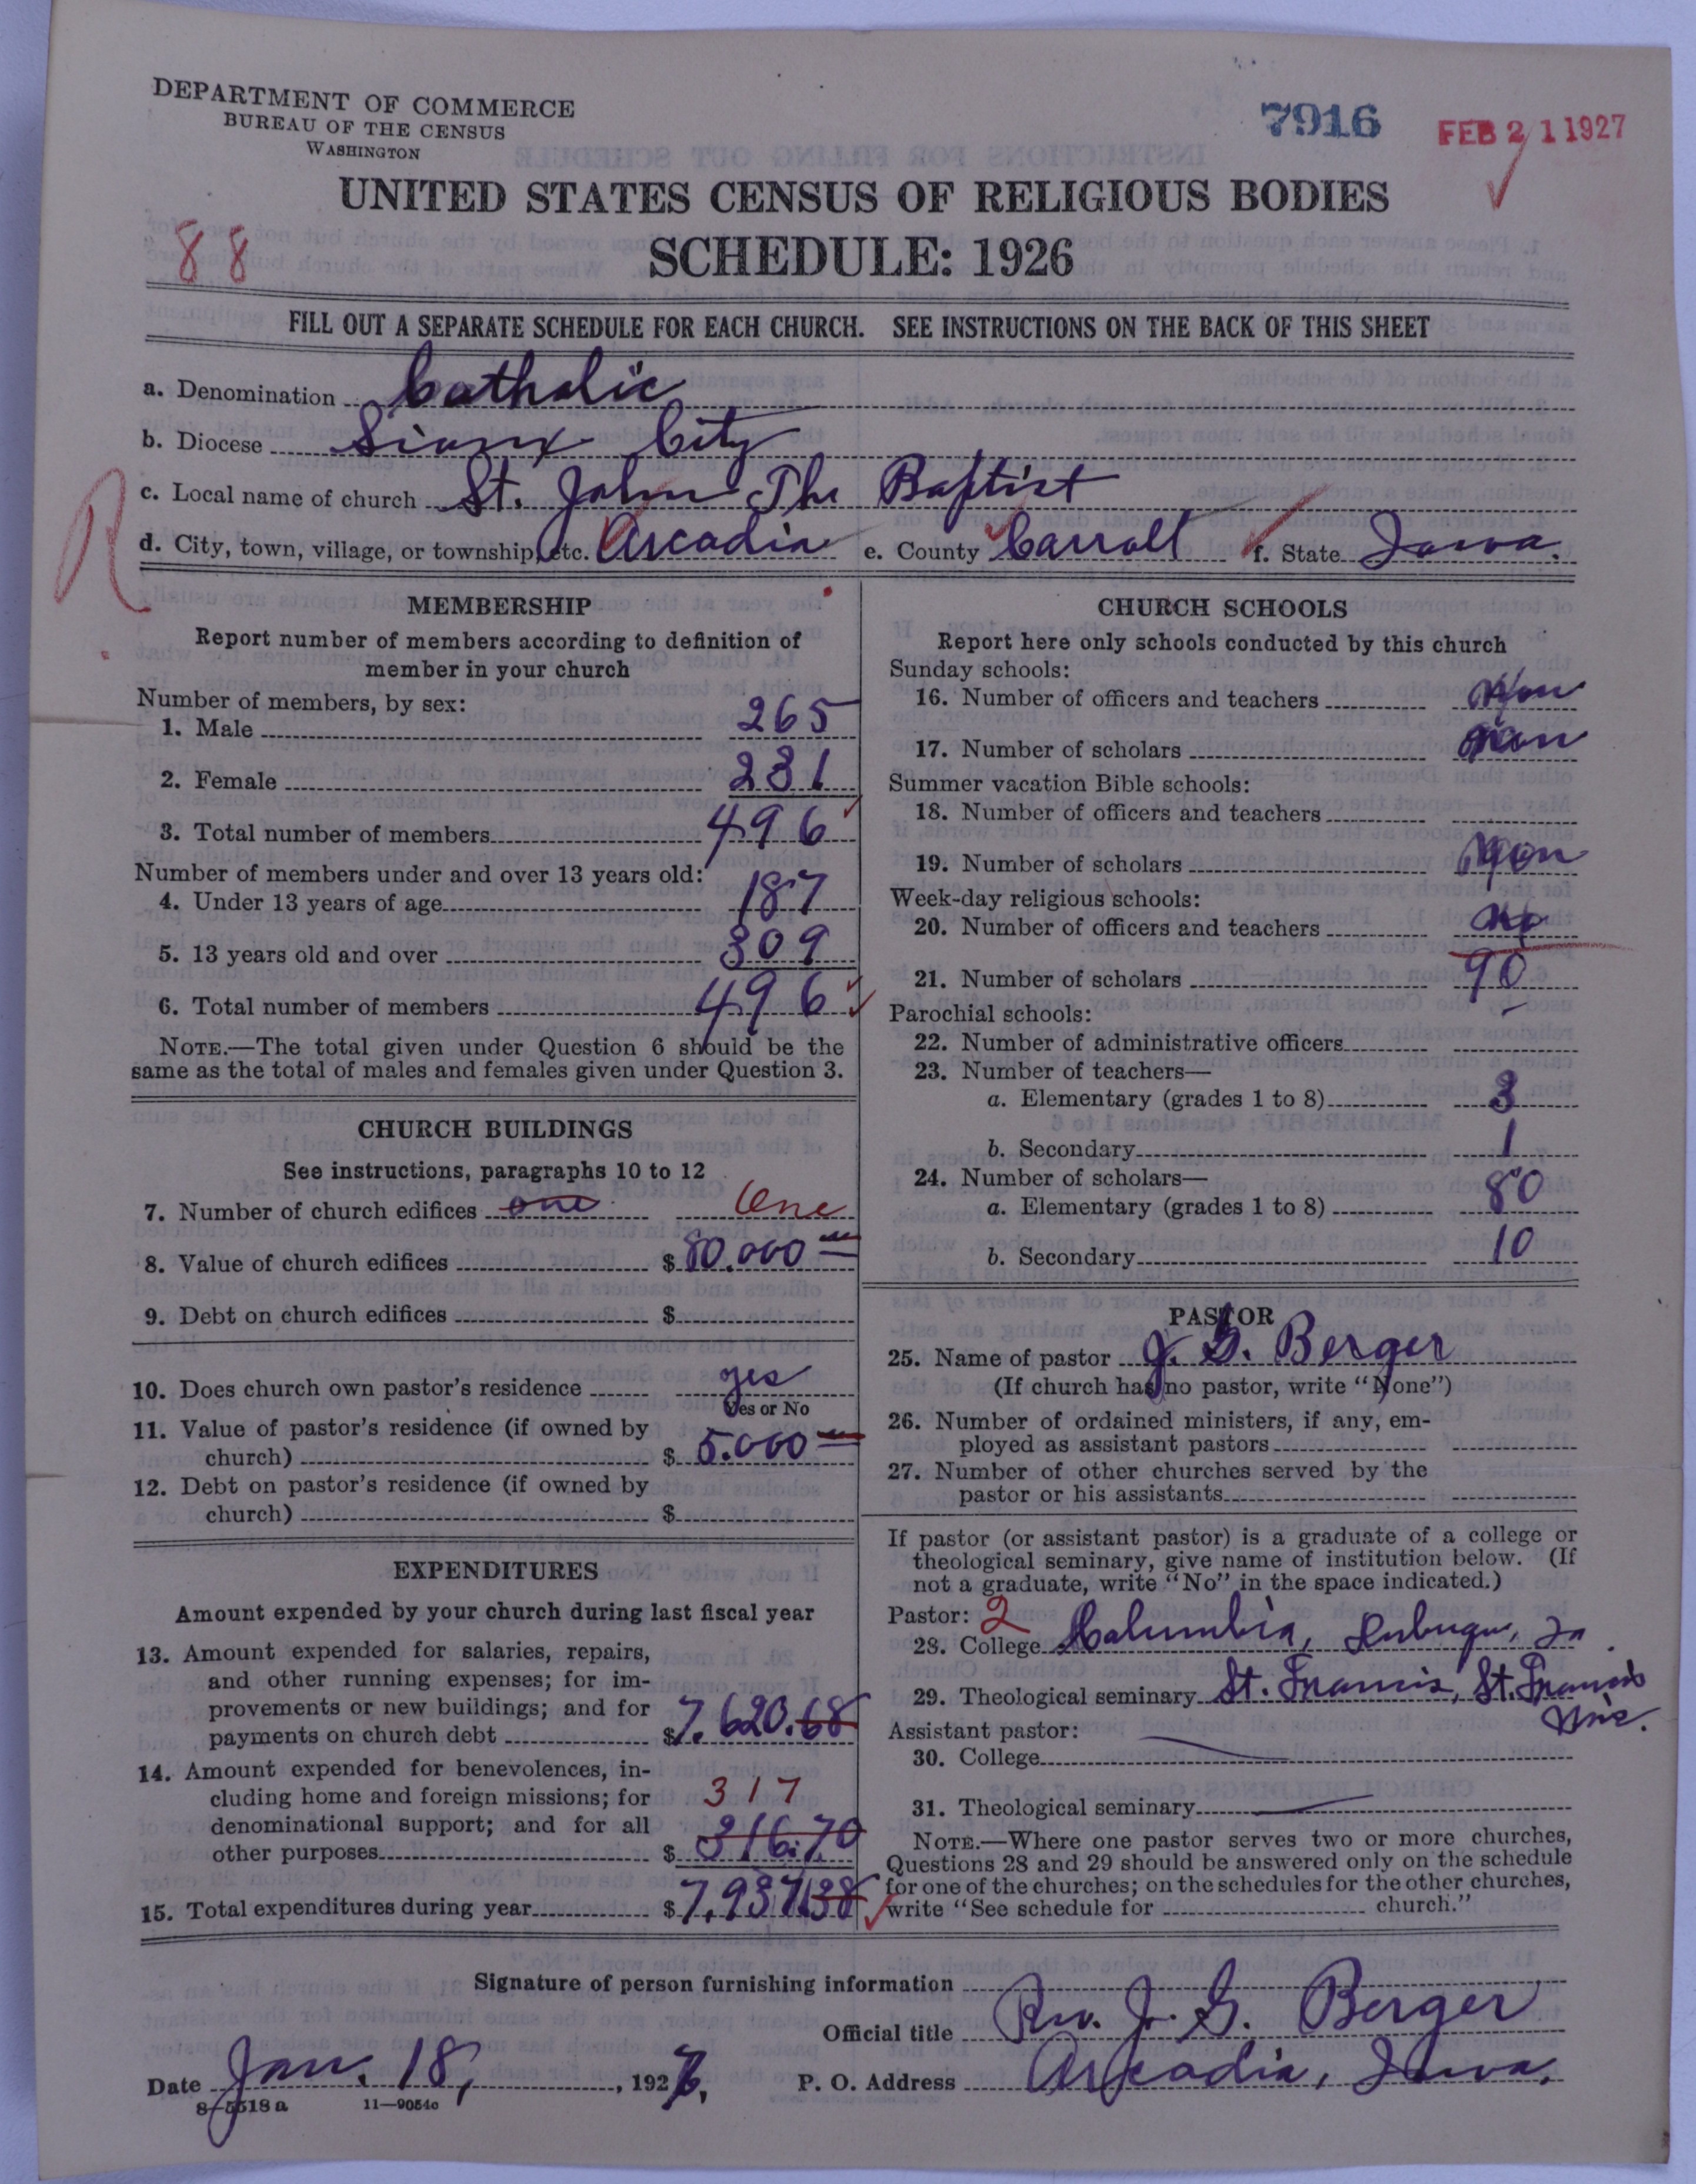 DEPARTMENT OF COMMERCE
BUREAU OF THE CENSUS
WASHINGTON
7916
FEB 21 1927
UNITED STATES CENSUS OF RELIGIOUS BODIES
88
SCHEDULE: 1926
FILL OUT A SEPARATE SCHEDULE FOR EACH CHURCH. SEE INSTRUCTIONS ON THE BACK OF THIS SHEET
a. Denomination Catholic
b. Diocese Sioux City
R
c. Local name of church St. John The Baptist
d. City, town, village, or township, etc. Arcadia e. County Carroll f. State Iowa.
MEMBERSHIP
Report number of members according to definition of
member in your church
Number of members, by sex:
1. Male 265
2. Female 231
3. Total number of members 496
Number of members under and over 13 years old:
4. Under 13 years of age 187
5. 13 years old and over 309
6. Total number of members 496
NOTE.—The total given under Question 6 should be the
same as the total of males and females given under Question 3.
CHURCH BUILDINGS
See instructions, paragraphs 10 to 12
7. Number of church edifices one One
8. Value of church edifices $ 80.000
9. Debt on church edifices $
10. Does church own pastor's residence yes
Yes or No
11. Value of pastor's residence (if owned by
church) $ 5.000
12. Debt on pastor's residence (if owned by
church) $
EXPENDITURES
Amount expended by your church during last fiscal year
13. Amount expended for salaries, repairs,
and other running expenses; for im-
provements or new buildings; and for
payments on church debt $ 7.620.68
14. Amount expended for benevolences, in-
cluding home and foreign missions; for 317
denominational support; and for all
other purposes $ 316.70
15. Total expenditures during year $ 7,937.38
CHURCH SCHOOLS
Report here only schools conducted by this church
Sunday schools:
16. Number of officers and teachers Non
17. Number of scholars Non
Summer vacation Bible schools:
18. Number of officers and teachers
19. Number of scholars Non
Week-day religious schools:
20. Number of officers and teachers
21. Number of scholars 90
Parochial schools:
22. Number of administrative officers
23. Number of teachers—
a. Elementary (grades 1 to 8) 3
b. Secondary 1
24. Number of scholars—
a. Elementary (grades 1 to 8) 80
b. Secondary 10
PASTOR
25. Name of pastor J. G. Berger
(If church has no pastor, write "None")
26. Number of ordained ministers, if any, em-
ployed as assistant pastors
27. Number of other churches served by the
pastor or his assistants
If pastor (or assistant pastor) is a graduate of a college or
theological seminary, give name of institution below. (If
not a graduate, write "No" in the space indicated.)
Pastor: 2
28. College Columbia, Dubuque, Ia.
29. Theological seminary St. Francis, St. Francis
Wis.
Assistant pastor:
30. College
31. Theological seminary
NOTE.—Where one pastor serves two or more churches,
Questions 28 and 29 should be answered only on the schedule
for one of the churches; on the schedules for the other churches,
write "See schedule for church."
Signature of person furnishing information
Official title Rev. J. G. Berger
Date Jan. 18, 1927. P. O. Address Arcadia, Iowa.
8-5518 a 11-9054c